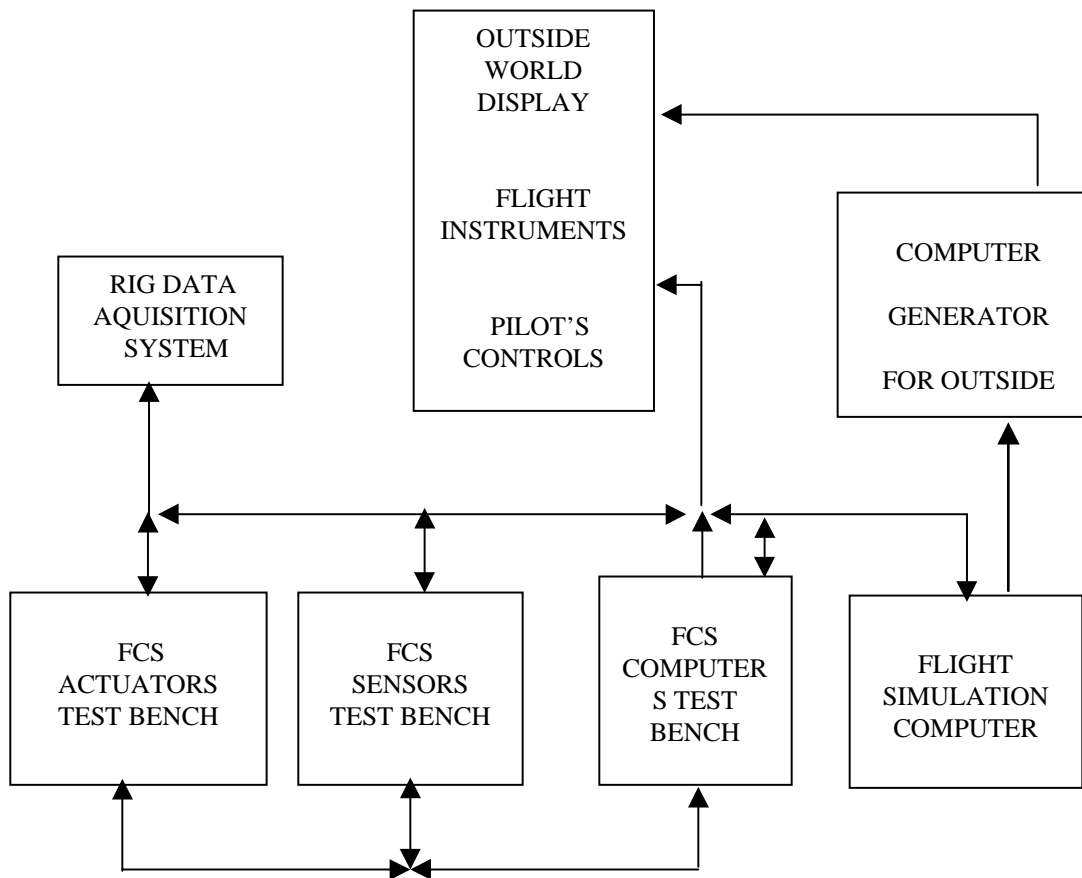 OUTSIDE
WORLD
DISPLAY
FLIGHT
INSTRUMENTS
PILOT’S
CONTROLS
COMPUTER
GENERATOR
FOR OUTSIDE
RIG DATA
AQUISITION
SYSTEM
FCS
ACTUATORS
TEST BENCH
FCS
SENSORS
TEST BENCH
FCS
COMPUTER
S TEST
BENCH
FLIGHT
SIMULATION
COMPUTER